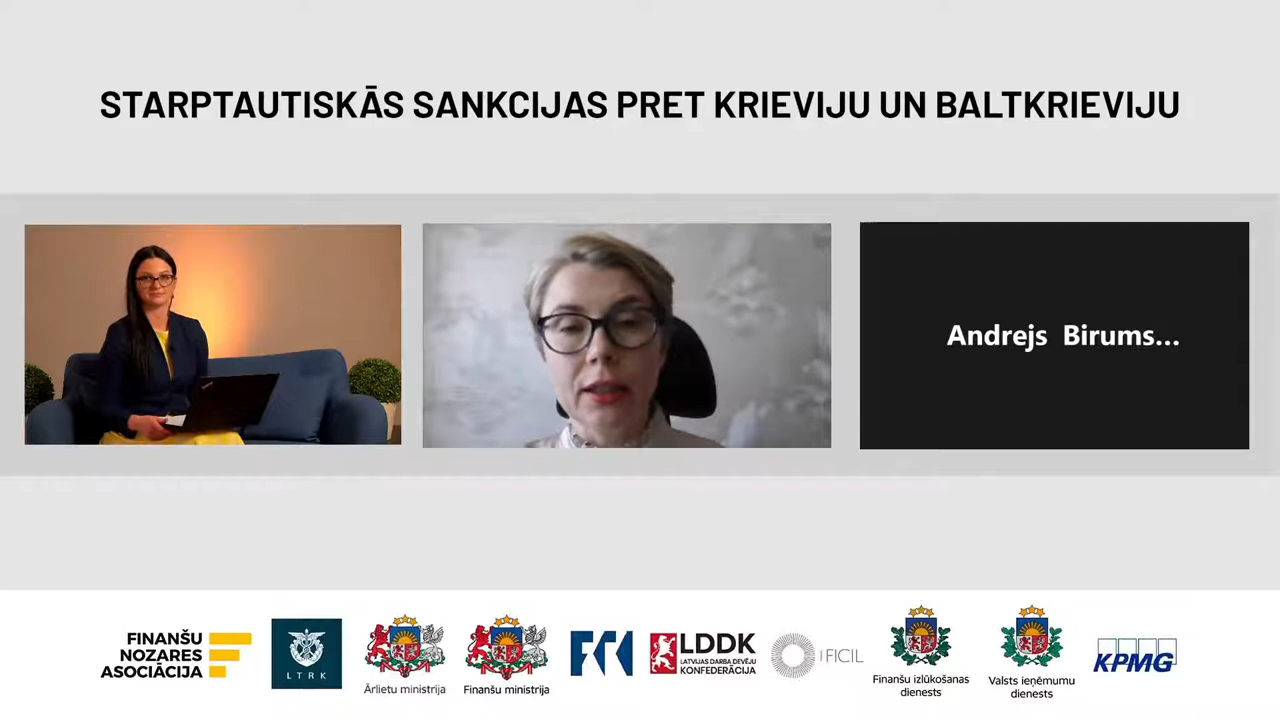 STARPTAUTISKĀS SANKCIJAS PRET KRIEVIJU UN BALTKRIEVIJU
Andrejs Birums...
FINANŠU
NOZARES
ASOCIĀCIJA
LTRK
Ārlietu ministrija
Finanšu ministrija
LDDK
LATVIJAS DARBA DEVĒJU
KONFEDERĀCIJA
FICIL
Finanšu izlūkošanas
dienests
Valsts ieņēmumu
dienests
KPMG